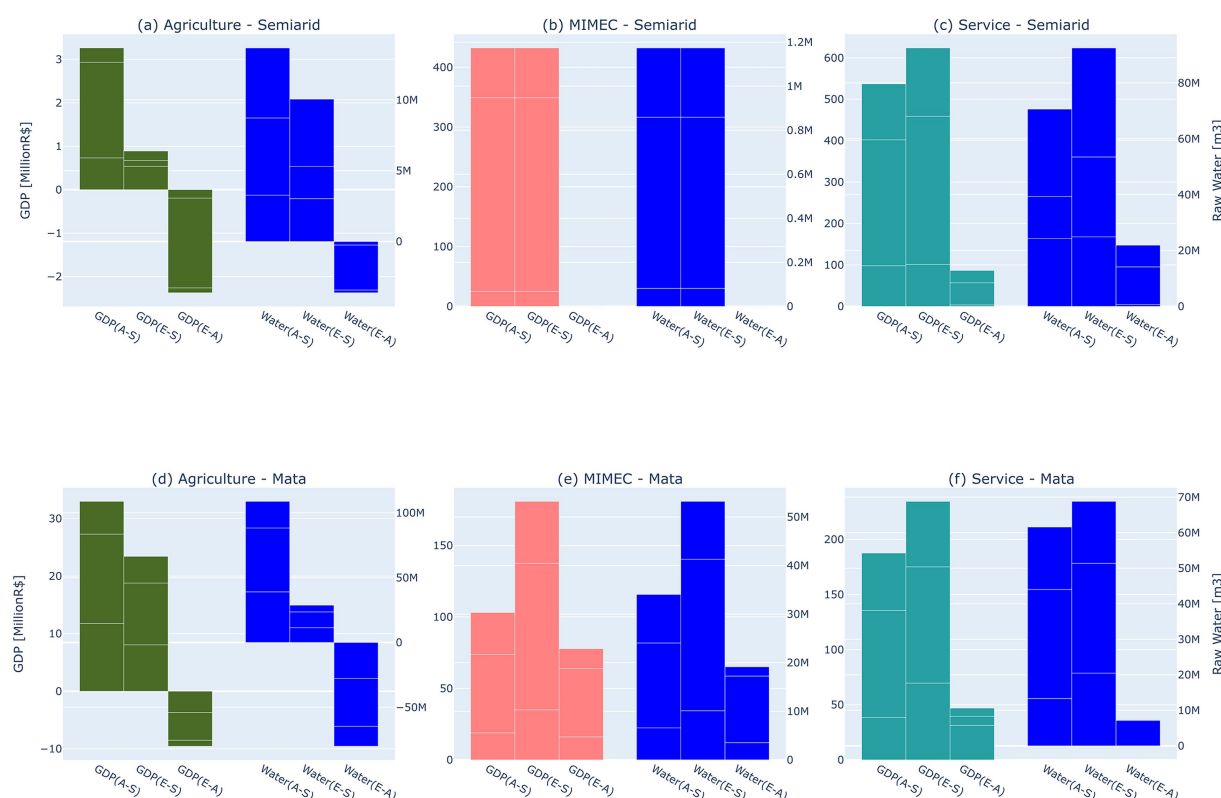 (a) Agriculture - Semiarid
(b) MIMEC - Semiarid
(c) Service - Semiarid
GDP [MillionR$]
3
2
1
0
−1
−2
10M
5M
0
400
300
200
100
0
1.2M
1M
0.8M
0.6M
0.4M
0.2M
0
600
500
400
300
200
100
0
80M
60M
40M
20M
0
Raw Water [m3]
GDP(A-S)
GDP(E-S)
GDP(E-A)
Water(A-S)
Water(E-S)
Water(E-A)
GDP(A-S)
GDP(E-S)
GDP(E-A)
Water(A-S)
Water(E-S)
Water(E-A)
GDP(A-S)
GDP(E-S)
GDP(E-A)
Water(A-S)
Water(E-S)
Water(E-A)
(d) Agriculture - Mata
(e) MIMEC - Mata
(f) Service - Mata
GDP [MillionR$]
30
20
10
0
−10
100M
50M
0
−50M
150
100
50
0
50M
40M
30M
20M
10M
0
200
150
100
50
0
70M
60M
50M
40M
30M
20M
10M
0
Raw Water [m3]
GDP(A-S)
GDP(E-S)
GDP(E-A)
Water(A-S)
Water(E-S)
Water(E-A)
GDP(A-S)
GDP(E-S)
GDP(E-A)
Water(A-S)
Water(E-S)
Water(E-A)
GDP(A-S)
GDP(E-S)
GDP(E-A)
Water(A-S)
Water(E-S)
Water(E-A)